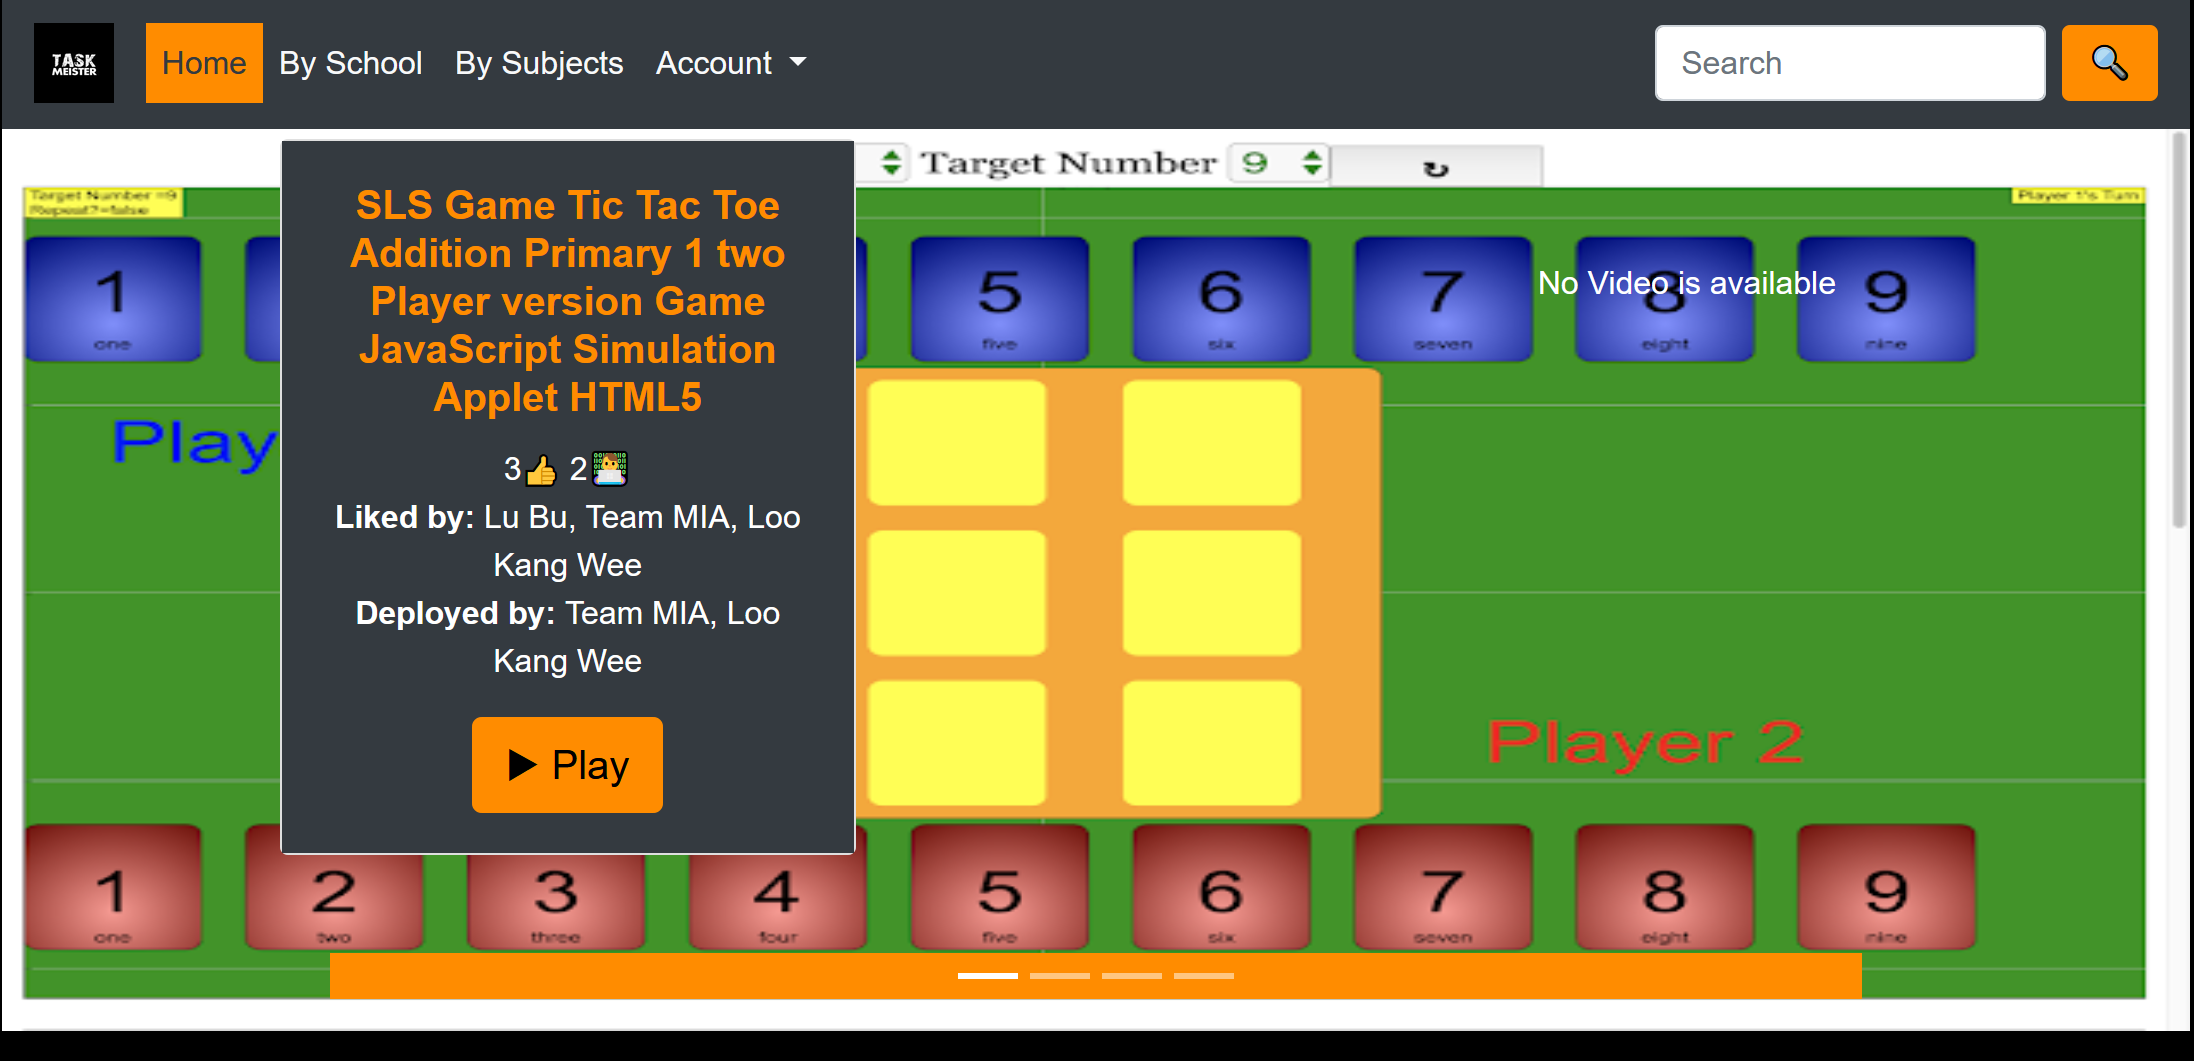 TASK
MEISTER
Home By School By Subjects Account Search
Target Number 9
Target Number =9
Repeat?=false
Player 1's Turn
SLS Game Tic Tac Toe
Addition Primary 1 two
Player version Game
JavaScript Simulation
Applet HTML5
3 2
Liked by: Lu Bu, Team MIA, Loo
Kang Wee
Deployed by: Team MIA, Loo
Kang Wee
▶ Play
1 5 6 7 8 9
one five six seven eight nine
No Video is available
Play
Player 2
1 2 3 4 5 6 7 8 9
one two three four five six seven eight nine